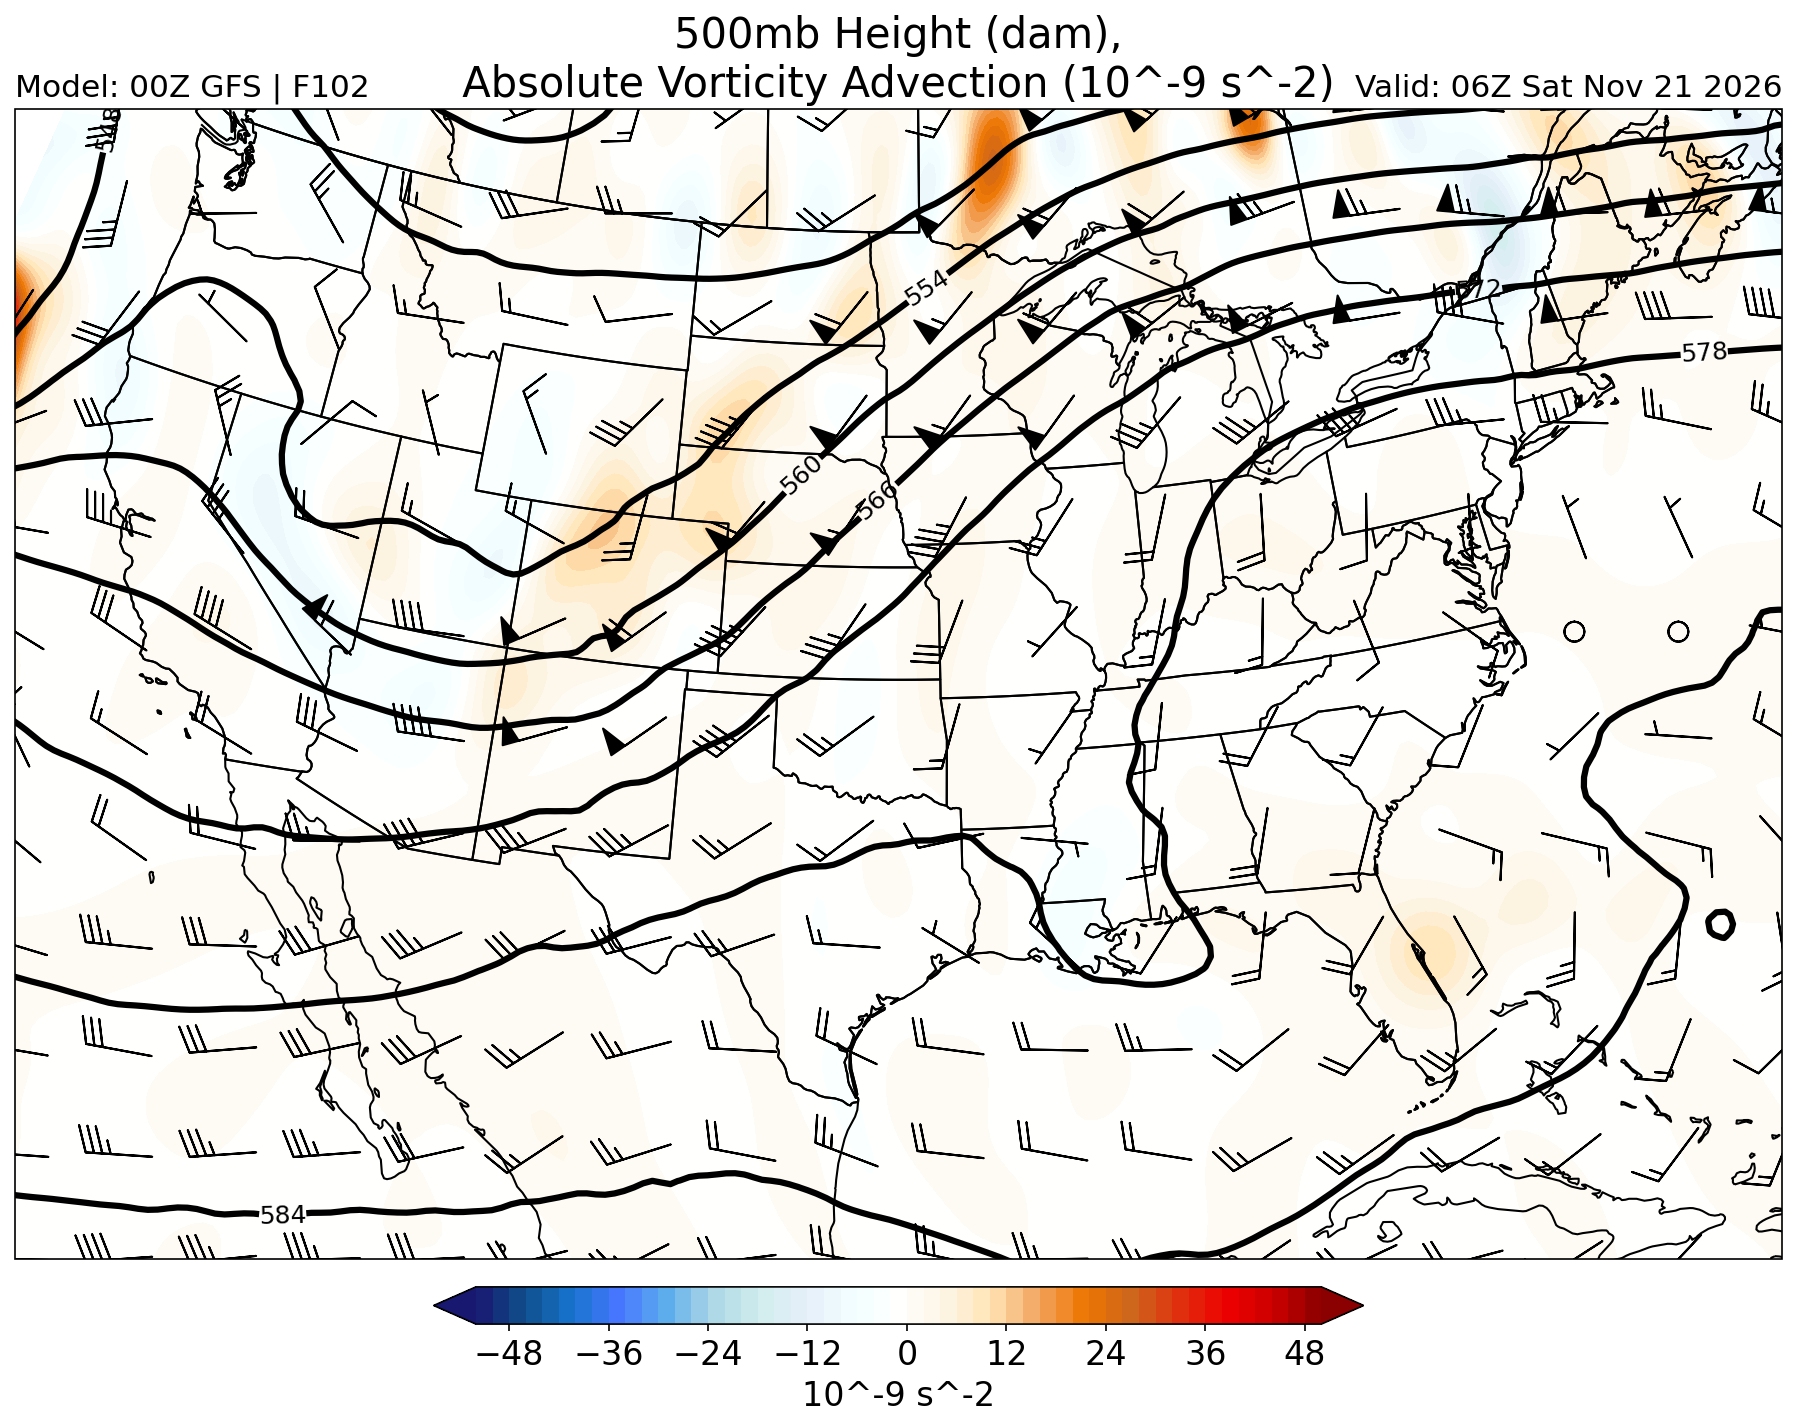 500mb Height (dam),
Absolute Vorticity Advection (10^-9 s^-2)
Model: 00Z GFS | F102
Valid: 06Z Sat Nov 21 2026
548
554
572
578
560
566
584
−48 −36 −24 −12 0 12 24 36 48
10^-9 s^-2